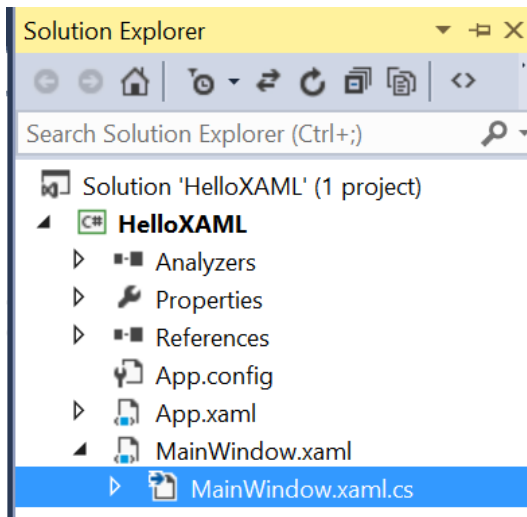 Solution Explorer
Search Solution Explorer (Ctrl+;)
Solution 'HelloXAML' (1 project)
C# HelloXAML
Analyzers
Properties
References
App.config
App.xaml
MainWindow.xaml
MainWindow.xaml.cs